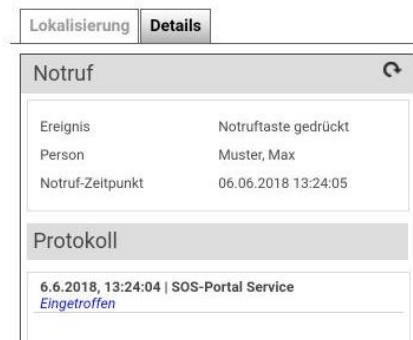 Lokalisierung Details
Notruf
Ereignis Notruftaste gedrückt
Person Muster, Max
Notruf-Zeitpunkt 06.06.2018 13:24:05
Protokoll
6.6.2018, 13:24:04 | SOS-Portal Service
Eingetroffen